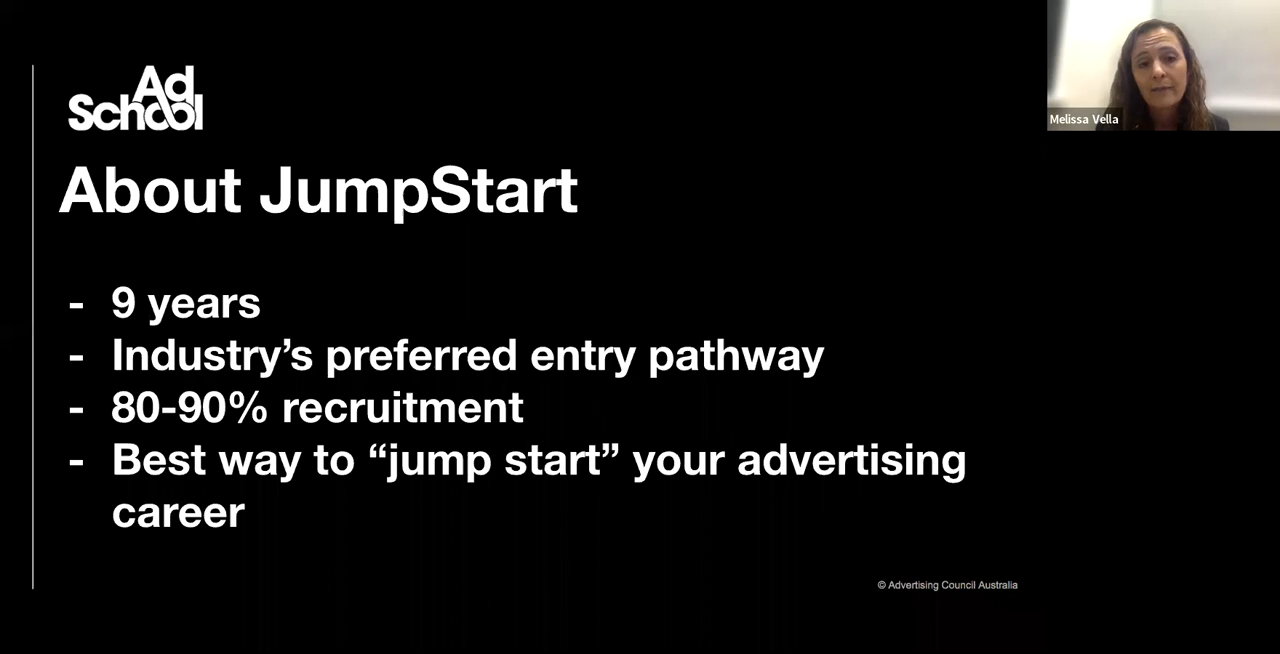 Ad
School
Melissa Vella
About JumpStart
- 9 years
- Industry’s preferred entry pathway
- 80-90% recruitment
- Best way to “jump start” your advertising
career
© Advertising Council Australia